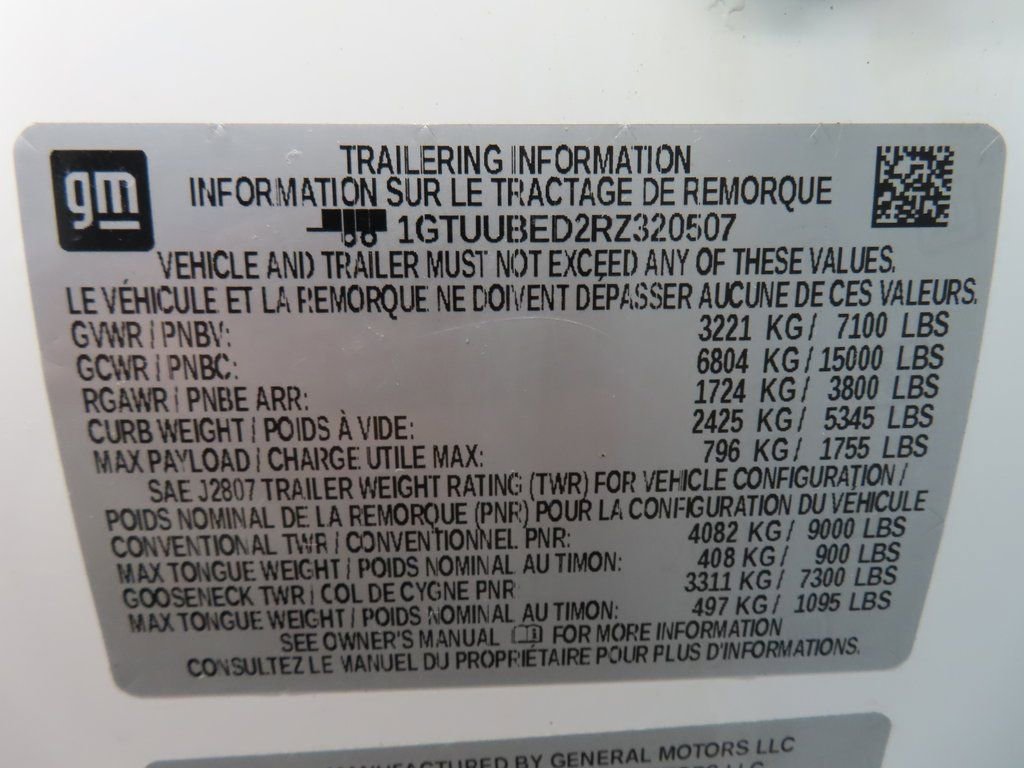 gm
TRAILERING INFORMATION
INFORMATION SUR LE TRACTAGE DE REMORQUE
1GTUUBED2RZ320507
VEHICLE AND TRAILER MUST NOT EXCEED ANY OF THESE VALUES.
LE VÉHICULE ET LA REMORQUE NE DOIVENT DÉPASSER AUCUNE DE CES VALEURS.
GVWR / PNBV: 3221 KG / 7100 LBS
GCWR / PNBC: 6804 KG / 15000 LBS
RGAWR / PNBE ARR: 1724 KG / 3800 LBS
CURB WEIGHT / POIDS À VIDE: 2425 KG / 5345 LBS
MAX PAYLOAD / CHARGE UTILE MAX: 796 KG / 1755 LBS
SAE J2807 TRAILER WEIGHT RATING (TWR) FOR VEHICLE CONFIGURATION /
POIDS NOMINAL DE LA REMORQUE (PNR) POUR LA CONFIGURATION DU VÉHICULE
CONVENTIONAL TWR / CONVENTIONNEL PNR: 4082 KG / 9000 LBS
MAX TONGUE WEIGHT / POIDS NOMINAL AU TIMON: 408 KG / 900 LBS
GOOSENECK TWR / COL DE CYGNE PNR 3311 KG / 7300 LBS
MAX TONGUE WEIGHT / POIDS NOMINAL AU TIMON: 497 KG / 1095 LBS
SEE OWNER'S MANUAL FOR MORE INFORMATION
CONSULTEZ LE MANUEL DU PROPRIÉTAIRE POUR PLUS D'INFORMATIONS.
MANUFACTURED BY GENERAL MOTORS LLC